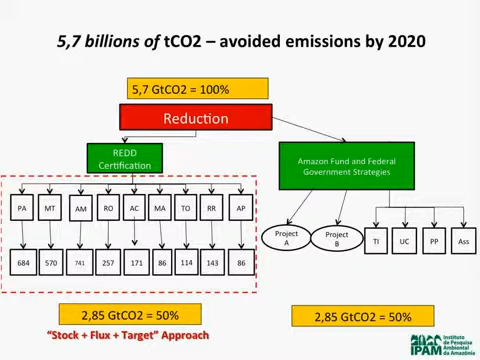 5,7 billions of tCO2 – avoided emissions by 2020
5,7 GtCO2 = 100%
Reduction
REDD
Certification
Amazon Fund and Federal
Government Strategies
PA MT AM RO AC MA TO RR AP
Project
A
Project
B
TI UC PP Ass
684 570 741 257 171 86 114 143 86
2,85 GtCO2 = 50%
2,85 GtCO2 = 50%
“Stock + Flux + Target” Approach
IPAM
Instituto
de Pesquisa
Ambiental da
Amazônia